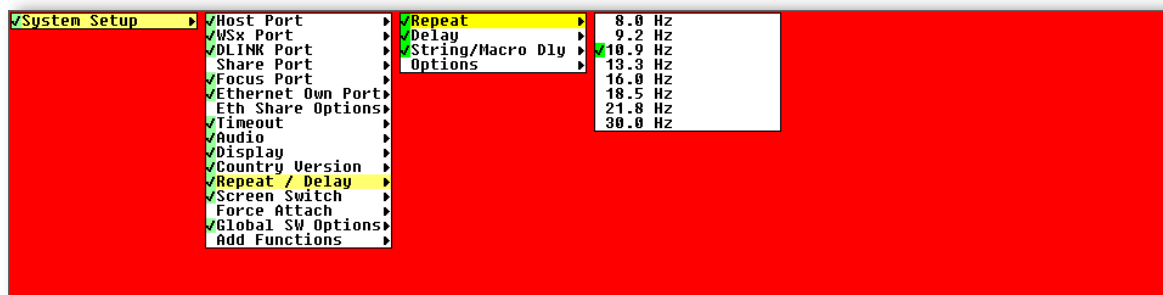 System Setup
Host Port
WSx Port
DLINK Port
Share Port
Focus Port
Ethernet Own Port
Eth Share Options
Timeout
Audio
Display
Country Version
Repeat / Delay
Screen Switch
Force Attach
Global SW Options
Add Functions
Repeat
Delay
String/Macro Dly
Options
8.0 Hz
9.2 Hz
10.9 Hz
13.3 Hz
16.0 Hz
18.5 Hz
21.8 Hz
30.0 Hz